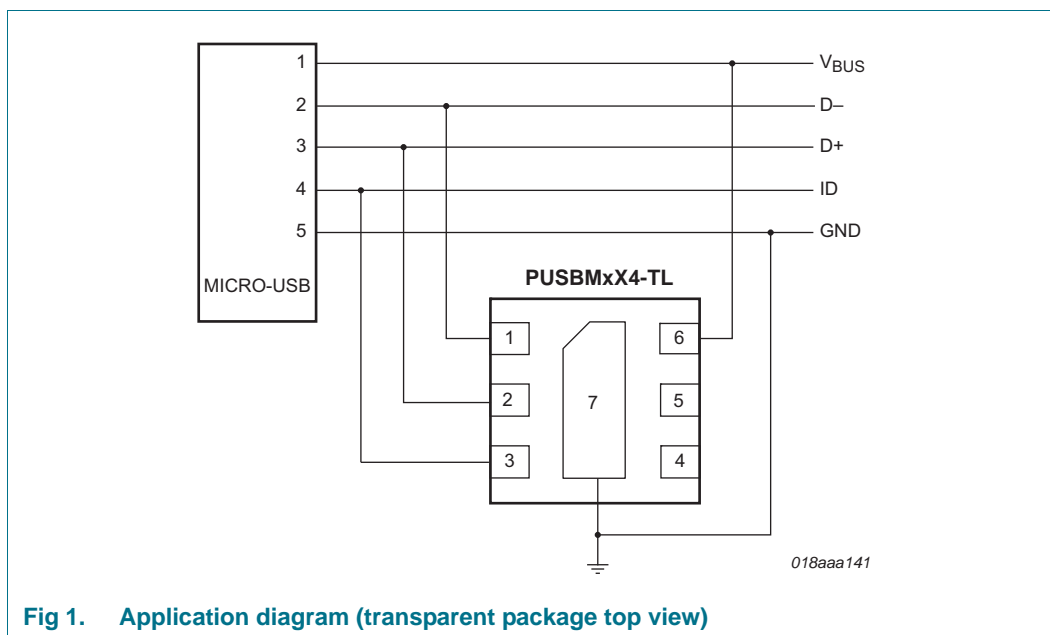 1
V_BUS
2
D–
3
D+
4
ID
5
GND
MICRO-USB
PUSBMxX4-TL
1
6
2
7
5
3
4
018aaa141
Fig 1. Application diagram (transparent package top view)